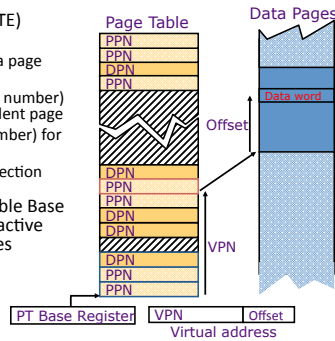 TE)
a page
number)
dent page
mber) for
ection
ble Base
active
es
Page Table
PPN
PPN
DPN
PPN
DPN
PPN
PPN
DPN
DPN
DPN
PPN
PPN
Data Pages
Data word
Offset
VPN
PT Base Register
VPN
Offset
Virtual address